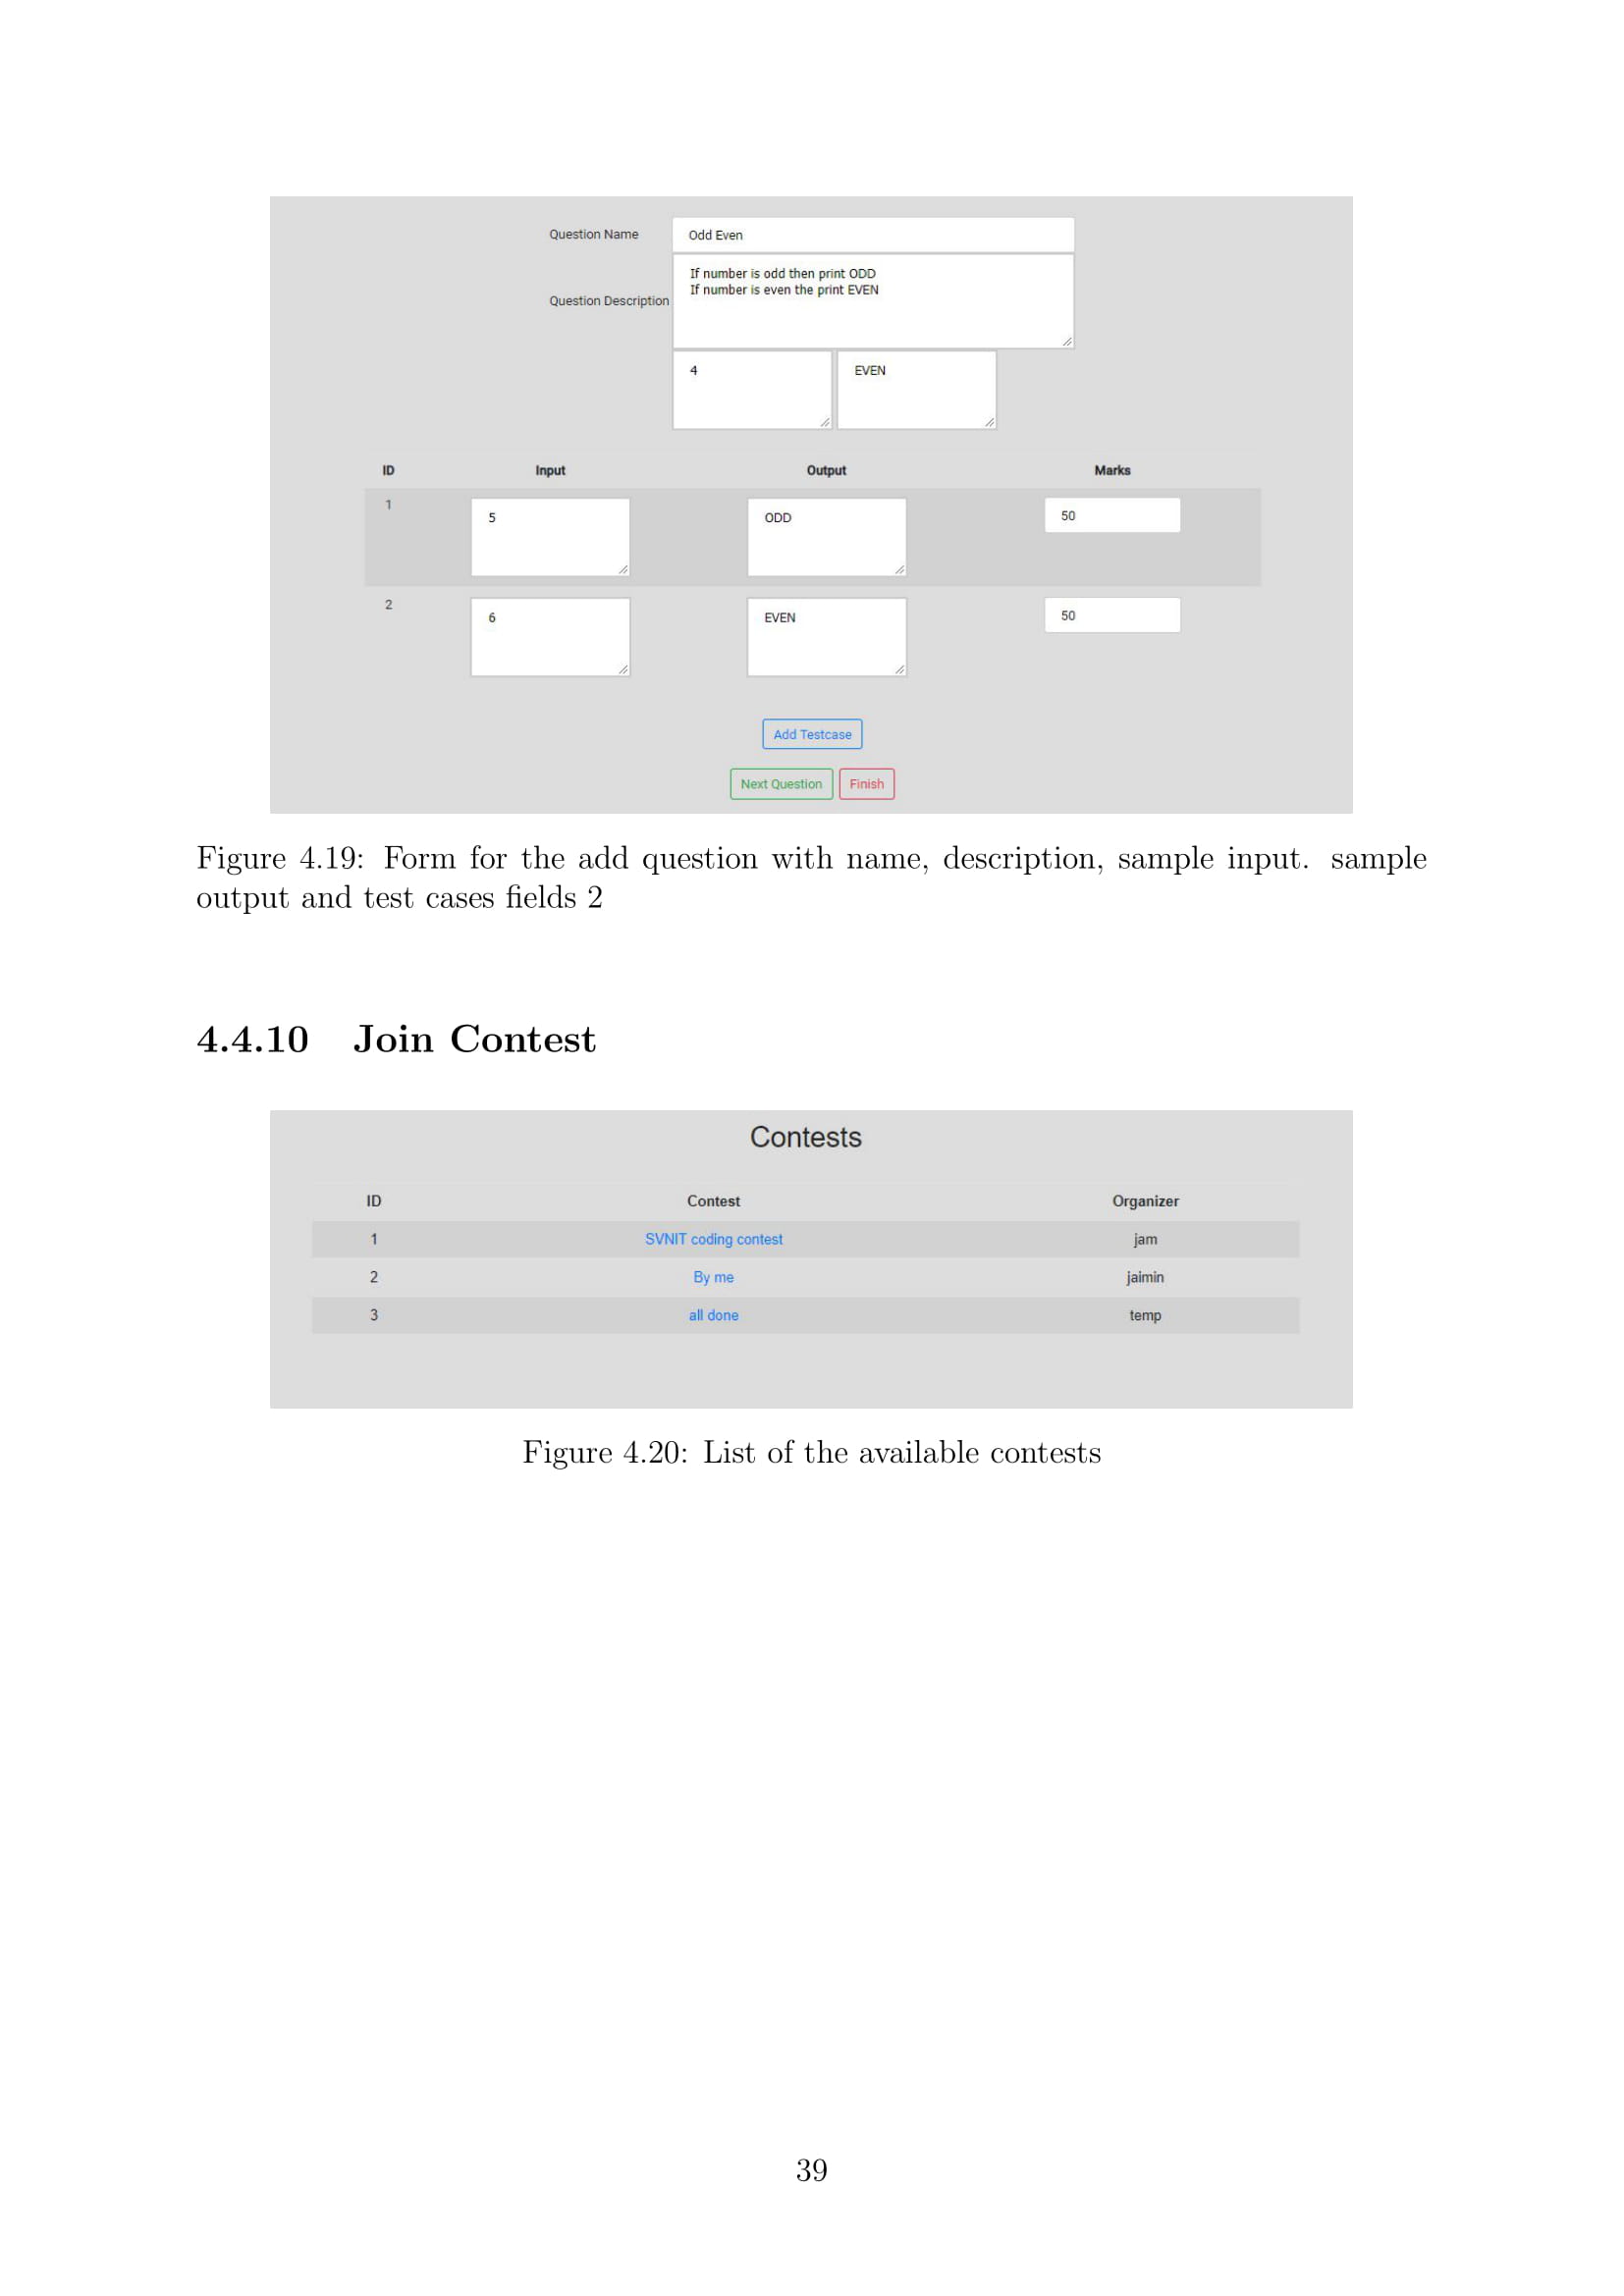 Question Name Odd Even
If number is odd then print ODD
If number is even the print EVEN
Question Description
4 EVEN
ID Input Output Marks
1 5 ODD 50
2 6 EVEN 50
Add Testcase
Next Question Finish
Figure 4.19: Form for the add question with name, description, sample input. sample
output and test cases fields 2
4.4.10 Join Contest
Contests
ID Contest Organizer
1 SVNIT coding contest jam
2 By me jaimin
3 all done temp
Figure 4.20: List of the available contests
39